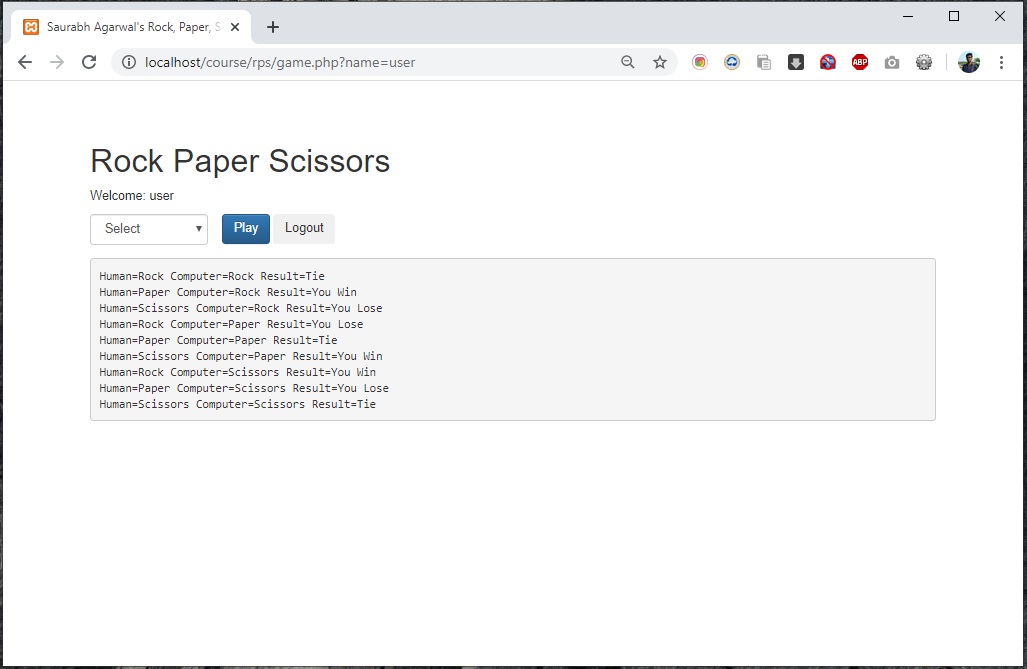 Saurabh Agarwal's Rock, Paper, S
localhost/course/rps/game.php?name=user
ABP
Rock Paper Scissors
Welcome: user
Select Play Logout
Human=Rock Computer=Rock Result=Tie
Human=Paper Computer=Rock Result=You Win
Human=Scissors Computer=Rock Result=You Lose
Human=Rock Computer=Paper Result=You Lose
Human=Paper Computer=Paper Result=Tie
Human=Scissors Computer=Paper Result=You Win
Human=Rock Computer=Scissors Result=You Win
Human=Paper Computer=Scissors Result=You Lose
Human=Scissors Computer=Scissors Result=Tie